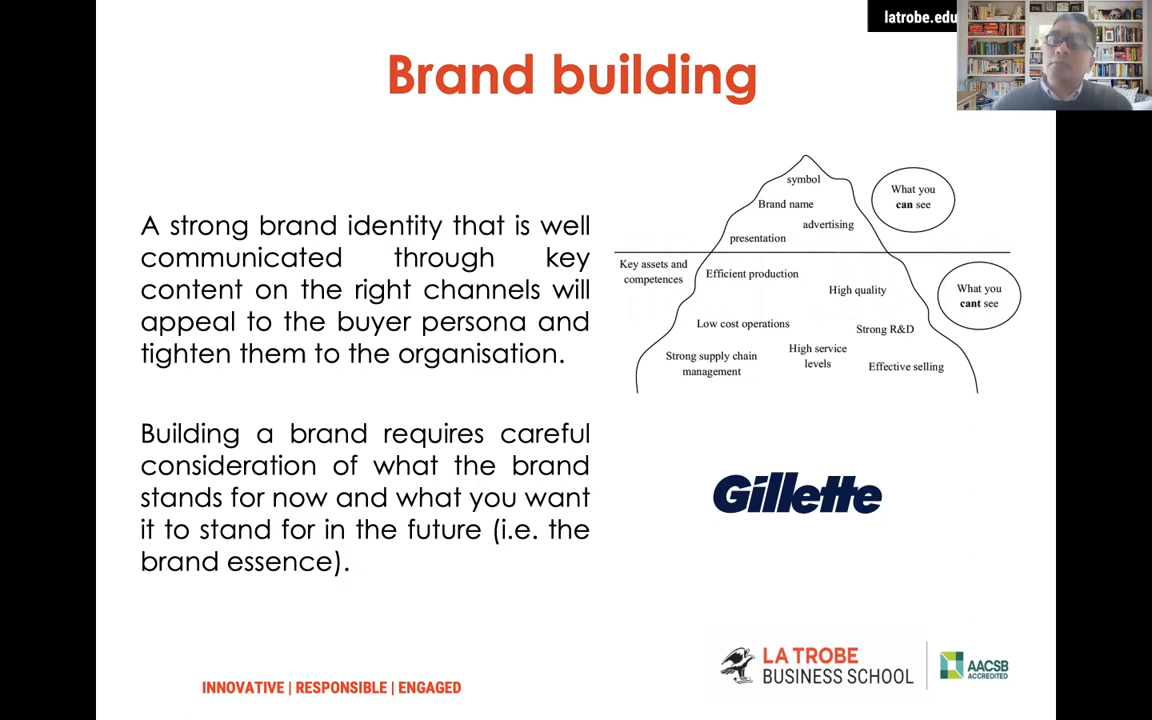 latrobe.edu
Brand building
A strong brand identity that is well
communicated through key
content on the right channels will
appeal to the buyer persona and
tighten them to the organisation.
Building a brand requires careful
consideration of what the brand
stands for now and what you want
it to stand for in the future (i.e. the
brand essence).
symbol
Brand name
advertising
presentation
What you
can see
Key assets and
competences
Efficient production
High quality
What you
cant see
Low cost operations
Strong R&D
Strong supply chain
management
High service
levels
Effective selling
Gillette
INNOVATIVE | RESPONSIBLE | ENGAGED
LA TROBE
BUSINESS SCHOOL
AACSB
ACCREDITED